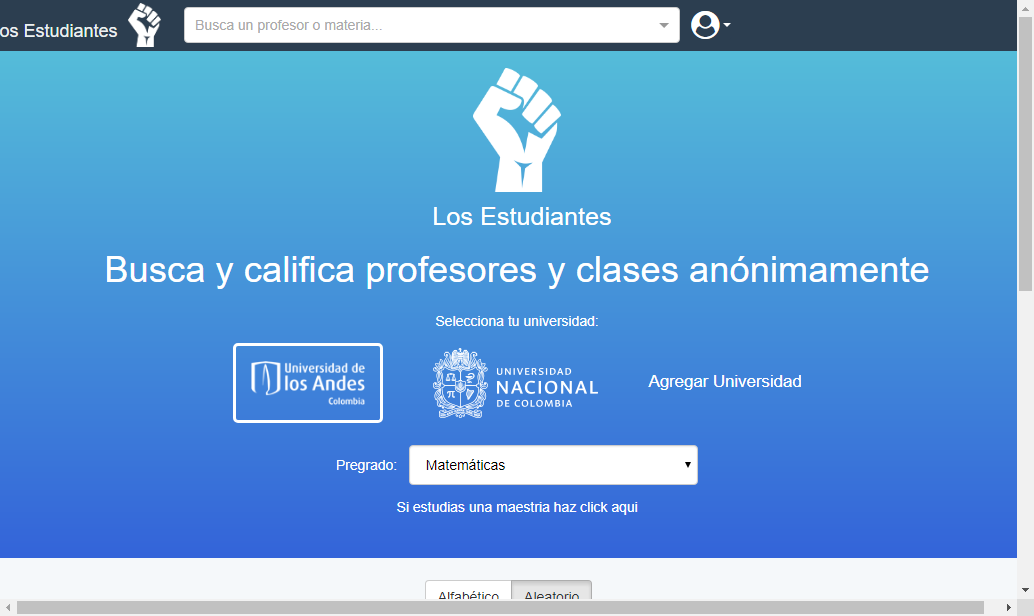 os Estudiantes
Busca un profesor o materia...
Los Estudiantes
Busca y califica profesores y clases anónimamente
Selecciona tu universidad:
Universidad de
los Andes
Colombia
UNIVERSIDAD
NACIONAL
DE COLOMBIA
Agregar Universidad
Pregrado:
Matemáticas
Si estudias una maestria haz click aqui
Alfabético
Aleatorio